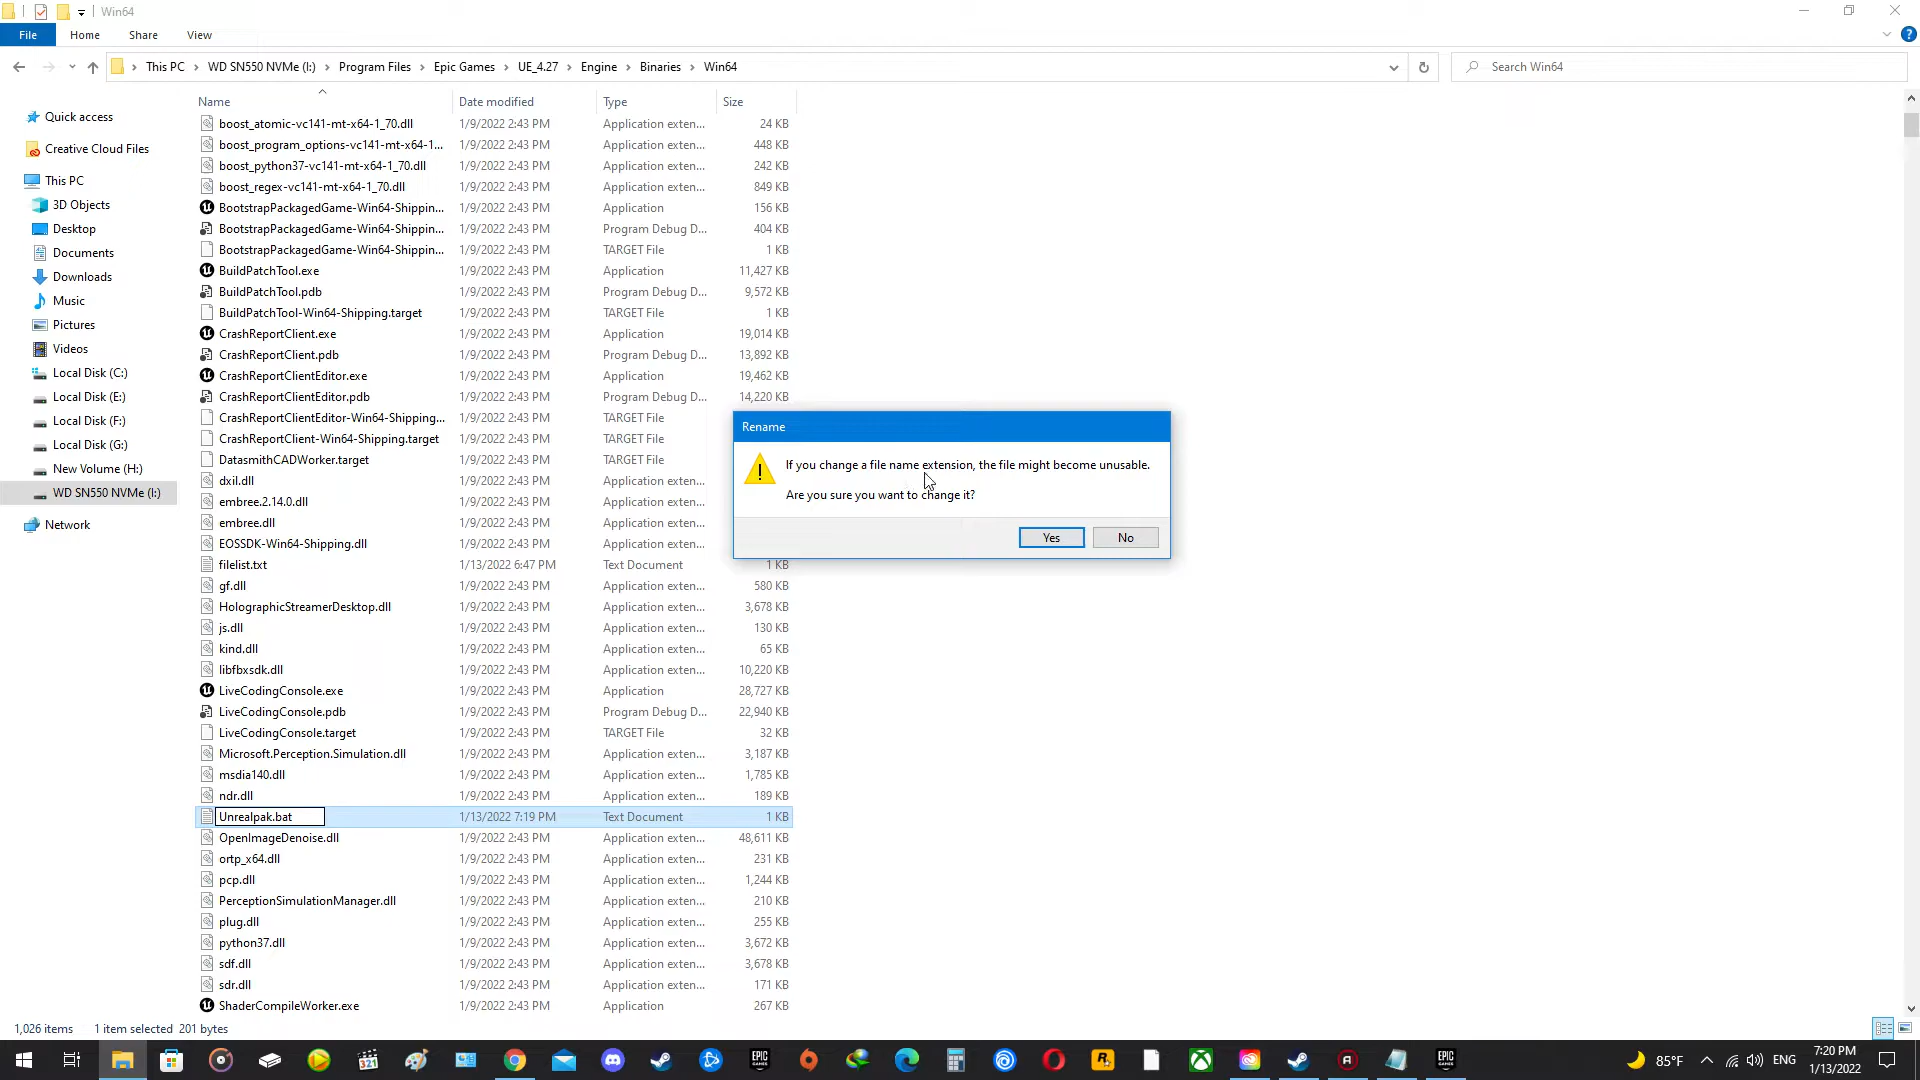 Win64
File Home Share View
This PC › WD SN550 NVMe (I:) › Program Files › Epic Games › UE_4.27 › Engine › Binaries › Win64
Search Win64
Quick access
Creative Cloud Files
This PC
3D Objects
Desktop
Documents
Downloads
Music
Pictures
Videos
Local Disk (C:)
Local Disk (E:)
Local Disk (F:)
Local Disk (G:)
New Volume (H:)
WD SN550 NVMe (I:)
Network
Name Date modified Type Size
boost_atomic-vc141-mt-x64-1_70.dll 1/9/2022 2:43 PM Application exten... 24 KB
boost_program_options-vc141-mt-x64-1... 1/9/2022 2:43 PM Application exten... 448 KB
boost_python37-vc141-mt-x64-1_70.dll 1/9/2022 2:43 PM Application exten... 242 KB
boost_regex-vc141-mt-x64-1_70.dll 1/9/2022 2:43 PM Application exten... 849 KB
BootstrapPackagedGame-Win64-Shippin... 1/9/2022 2:43 PM Application 156 KB
BootstrapPackagedGame-Win64-Shippin... 1/9/2022 2:43 PM Program Debug D... 404 KB
BootstrapPackagedGame-Win64-Shippin... 1/9/2022 2:43 PM TARGET File 1 KB
BuildPatchTool.exe 1/9/2022 2:43 PM Application 11,427 KB
BuildPatchTool.pdb 1/9/2022 2:43 PM Program Debug D... 9,572 KB
BuildPatchTool-Win64-Shipping.target 1/9/2022 2:43 PM TARGET File 1 KB
CrashReportClient.exe 1/9/2022 2:43 PM Application 19,014 KB
CrashReportClient.pdb 1/9/2022 2:43 PM Program Debug D... 13,892 KB
CrashReportClientEditor.exe 1/9/2022 2:43 PM Application 19,462 KB
CrashReportClientEditor.pdb 1/9/2022 2:43 PM Program Debug D... 14,220 KB
CrashReportClientEditor-Win64-Shipping... 1/9/2022 2:43 PM TARGET File
CrashReportClient-Win64-Shipping.target 1/9/2022 2:43 PM TARGET File
DatasmithCADWorker.target 1/9/2022 2:43 PM TARGET File
dxil.dll 1/9/2022 2:43 PM Application exten...
embree.2.14.0.dll 1/9/2022 2:43 PM Application exten...
embree.dll 1/9/2022 2:43 PM Application exten...
EOSSDK-Win64-Shipping.dll 1/9/2022 2:43 PM Application exten...
filelist.txt 1/13/2022 6:47 PM Text Document 1 KB
gf.dll 1/9/2022 2:43 PM Application exten... 580 KB
HolographicStreamerDesktop.dll 1/9/2022 2:43 PM Application exten... 3,678 KB
js.dll 1/9/2022 2:43 PM Application exten... 130 KB
kind.dll 1/9/2022 2:43 PM Application exten... 65 KB
libfbxsdk.dll 1/9/2022 2:43 PM Application exten... 10,220 KB
LiveCodingConsole.exe 1/9/2022 2:43 PM Application 28,727 KB
LiveCodingConsole.pdb 1/9/2022 2:43 PM Program Debug D... 22,940 KB
LiveCodingConsole.target 1/9/2022 2:43 PM TARGET File 32 KB
Microsoft.Perception.Simulation.dll 1/9/2022 2:43 PM Application exten... 3,187 KB
msdia140.dll 1/9/2022 2:43 PM Application exten... 1,785 KB
ndr.dll 1/9/2022 2:43 PM Application exten... 189 KB
Unrealpak.bat 1/13/2022 7:19 PM Text Document 1 KB
OpenImageDenoise.dll 1/9/2022 2:43 PM Application exten... 48,611 KB
ortp_x64.dll 1/9/2022 2:43 PM Application exten... 231 KB
pcp.dll 1/9/2022 2:43 PM Application exten... 1,244 KB
PerceptionSimulationManager.dll 1/9/2022 2:43 PM Application exten... 210 KB
plug.dll 1/9/2022 2:43 PM Application exten... 255 KB
python37.dll 1/9/2022 2:43 PM Application exten... 3,672 KB
sdf.dll 1/9/2022 2:43 PM Application exten... 3,678 KB
sdr.dll 1/9/2022 2:43 PM Application exten... 171 KB
ShaderCompileWorker.exe 1/9/2022 2:43 PM Application 267 KB
Rename
If you change a file name extension, the file might become unusable.
Are you sure you want to change it?
Yes No
1,026 items 1 item selected 201 bytes
85°F ENG 7:20 PM
1/13/2022